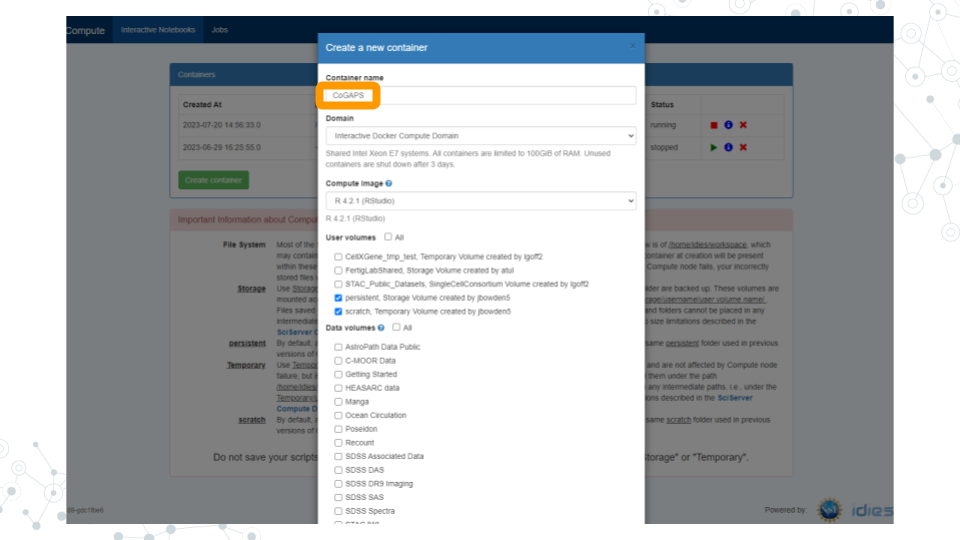 Compute Interactive Notebooks Jobs
Create a new container ×
Containers
Container name
CoGAPS
Created At
Status
2023-07-20 14:56:33.0
running
Domain
Interactive Docker Compute Domain
2023-06-29 16:25:55.0
stopped
Shared Intel Xeon E7 systems. All containers are limited to 100GiB of RAM. Unused
containers are shut down after 3 days.
Create container
Compute Image
R 4.2.1 (RStudio)
R 4.2.1 (RStudio)
Important Information about Compu
User volumes All
File System Most of the
w is of /home/idies/workspace, which
may contain
container at creation will be present
within these
Compute node fails, your incorrectly
stored files
CellXGene_tmp_test, Temporary Volume created by lgoff2
FertigLabShared, Storage Volume created by atul
STAC_Public_Datasets, SingleCellConsortium Volume created by lgoff2
persistent, Storage Volume created by jbowden5
scratch, Temporary Volume created by jbowden5
Storage Use Storage
lder are backed up. These volumes are
mounted ac
rage/username/user volume name/.
Files saved
and folders cannot be placed in any
intermediate
size limitations described in the
SciServer C
Data volumes All
persistent By default, a
same persistent folder used in previous
versions of
AstroPath Data Public
C-MOOR Data
Getting Started
HEASARC data
Manga
Ocean Circulation
Poseidon
Recount
SDSS Associated Data
SDSS DAS
SDSS DR9 Imaging
SDSS SAS
SDSS Spectra
Temporary Use Tempor
and are not affected by Compute node
failure, but
them under the path
/home/idies
any intermediate paths, i.e., under the
Temporary/
ions described in the SciServer
Compute D
scratch By default, a
same scratch folder used in previous
versions of
Do not save your scripts
Storage" or "Temporary".
Powered by: idies